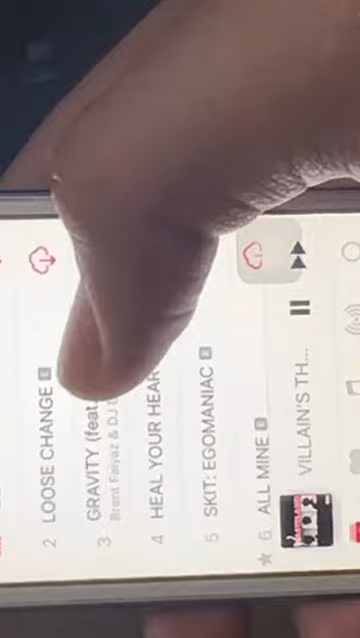 2 LOOSE CHANGE E
3 GRAVITY (feat.
Brent Faiyaz & DJ
4 HEAL YOUR HEAR
5 SKIT: EGOMANIAC E
★ 6 ALL MINE E
VILLAIN'S TH...